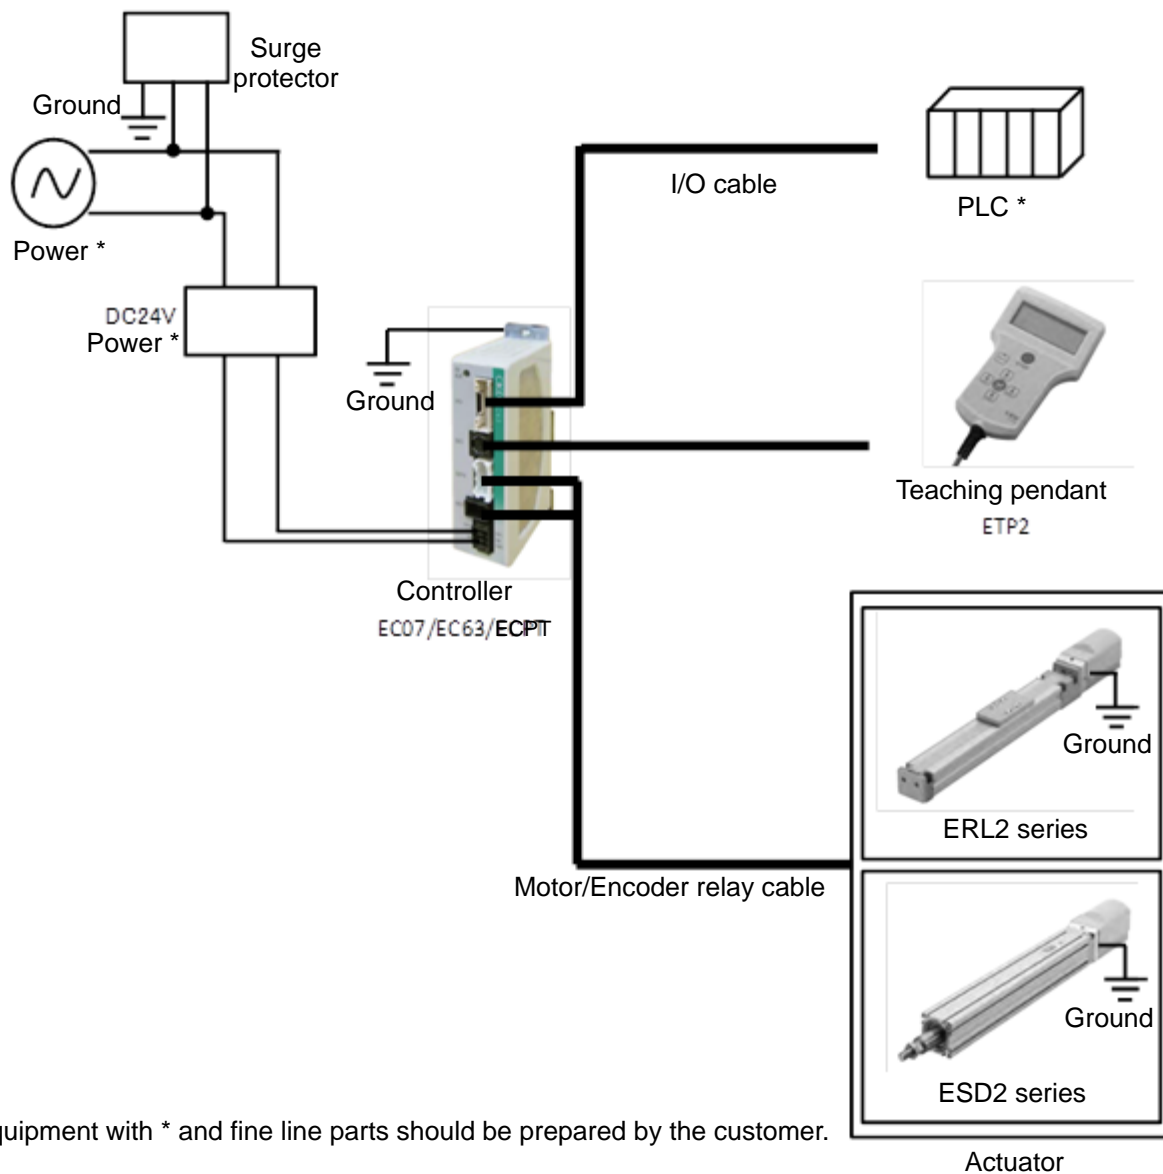 Surge
protector
Ground
Power *
I/O cable
PLC *
DC24V
Power *
Ground
Teaching pendant
ETP2
Controller
EC07/EC63/ECPT
Ground
ERL2 series
Motor/Encoder relay cable
Ground
ESD2 series
quipment with * and fine line parts should be prepared by the customer.
Actuator